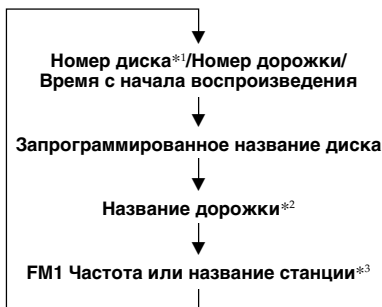 Номер диска*1/Номер дорожки/
Время с начала воспроизведения
Запрограммированное название диска
Название дорожки*2
FM1 Частота или название станции*3